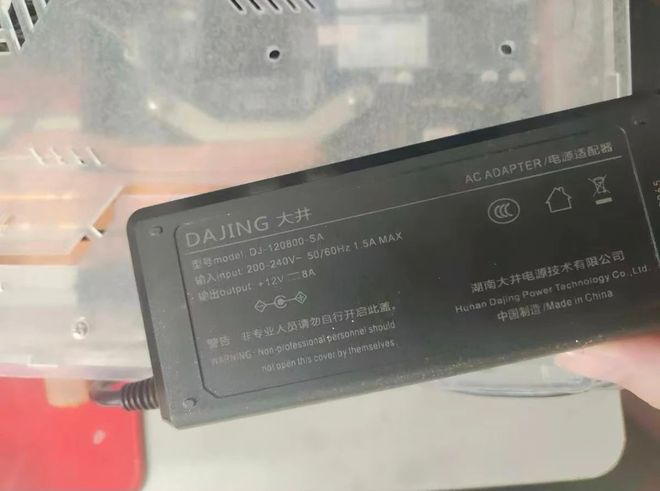 AC ADAPTER/电源适配器
DAJING 大井
型号model: DJ-120800-SA
输入input: 200-240V~ 50/60Hz 1.5A MAX
输出output: +12V 8A
警告: 非专业人员请勿自行开启此盖。
WARNING: Non-professional personnel should
not open this cover by themselves.
湖南大井电源技术有限公司
Hunan Dajing Power Technology Co., Ltd.
中国制造/Made in China